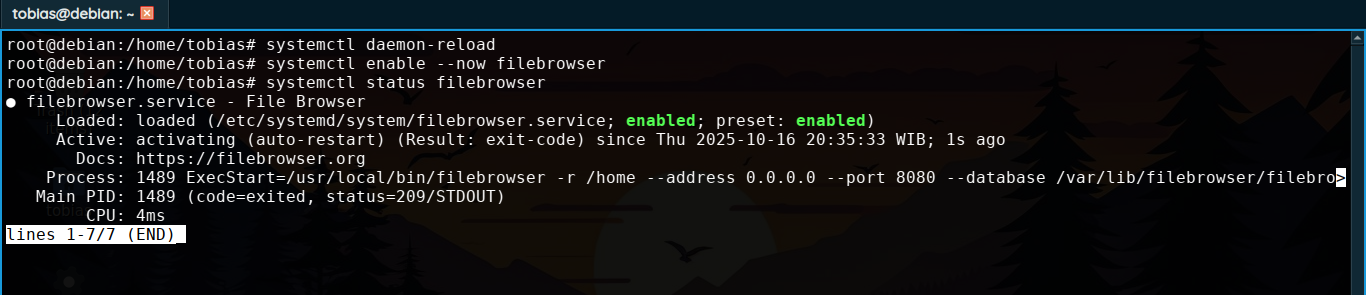 tobias@debian: ~
root@debian:/home/tobias# systemctl daemon-reload
root@debian:/home/tobias# systemctl enable --now filebrowser
root@debian:/home/tobias# systemctl status filebrowser
● filebrowser.service - File Browser
Loaded: loaded (/etc/systemd/system/filebrowser.service; enabled; preset: enabled)
Active: activating (auto-restart) (Result: exit-code) since Thu 2025-10-16 20:35:33 WIB; 1s ago
Docs: https://filebrowser.org
Process: 1489 ExecStart=/usr/local/bin/filebrowser -r /home --address 0.0.0.0 --port 8080 --database /var/lib/filebrowser/filebro>
Main PID: 1489 (code=exited, status=209/STDOUT)
CPU: 4ms
lines 1-7/7 (END)